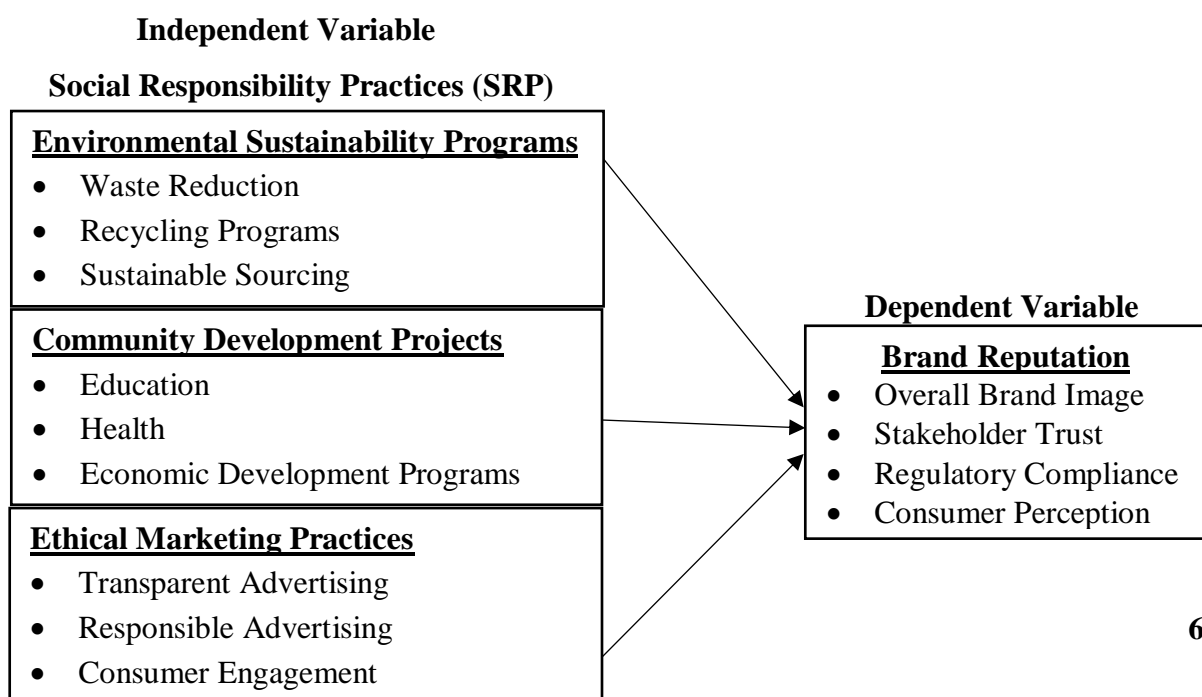 Independent Variable
Social Responsibility Practices (SRP)
Environmental Sustainability Programs
• Waste Reduction
• Recycling Programs
• Sustainable Sourcing
Community Development Projects
• Education
• Health
• Economic Development Programs
Ethical Marketing Practices
• Transparent Advertising
• Responsible Advertising
• Consumer Engagement
Dependent Variable
Brand Reputation
• Overall Brand Image
• Stakeholder Trust
• Regulatory Compliance
• Consumer Perception
6